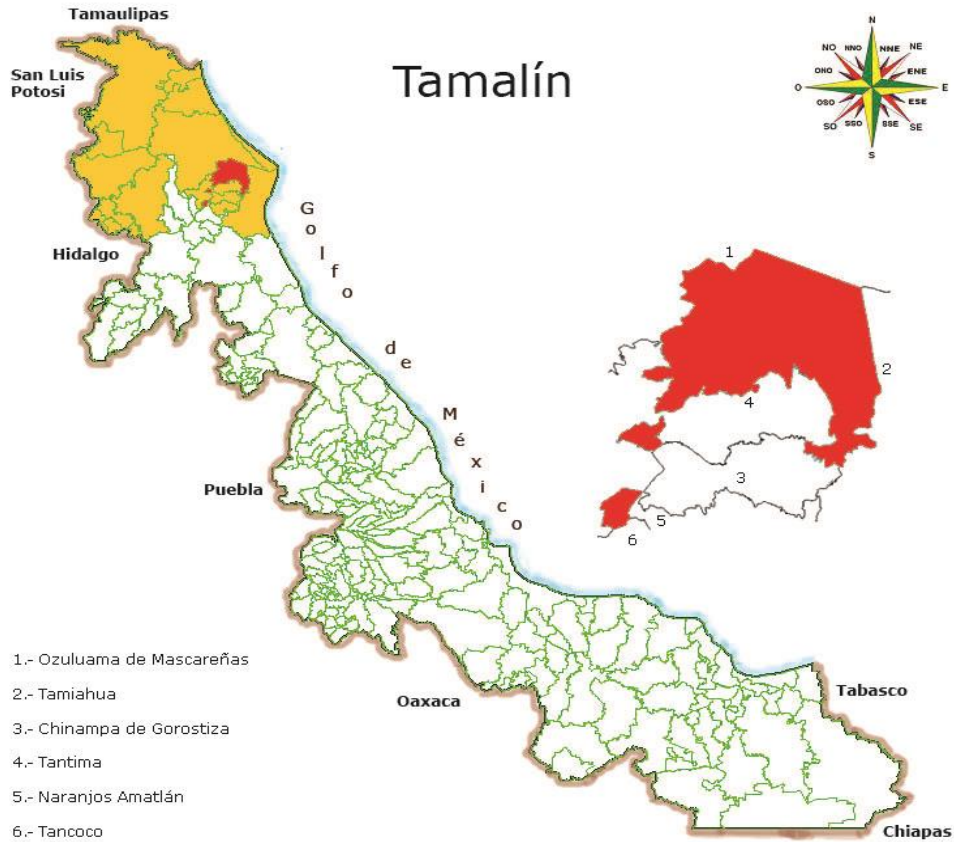 Tamaulipas
San Luis
Potosi
Tamalín
N
NNO
NNE
NO
NE
ONO
ENE
O
E
OSO
ESE
SO
SSO
SSE
SE
S
Hidalgo
Golfo de México
1
2
4
3
5
6
Puebla
Oaxaca
Tabasco
Chiapas
1.- Ozuluama de Mascareñas
2.- Tamiahua
3.- Chinampa de Gorostiza
4.- Tantima
5.- Naranjos Amatlán
6.- Tancoco